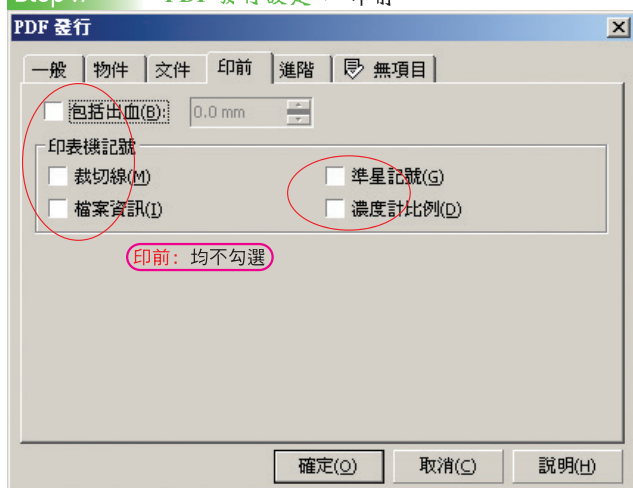 PDF 發行
一般 物件 文件 印前 進階 無項目
包括出血(B): 0.0 mm
印表機記號
裁切線(M) 準星記號(G)
檔案資訊(I) 濃度計比例(D)
印前：均不勾選
確定(O) 取消(C) 說明(H)